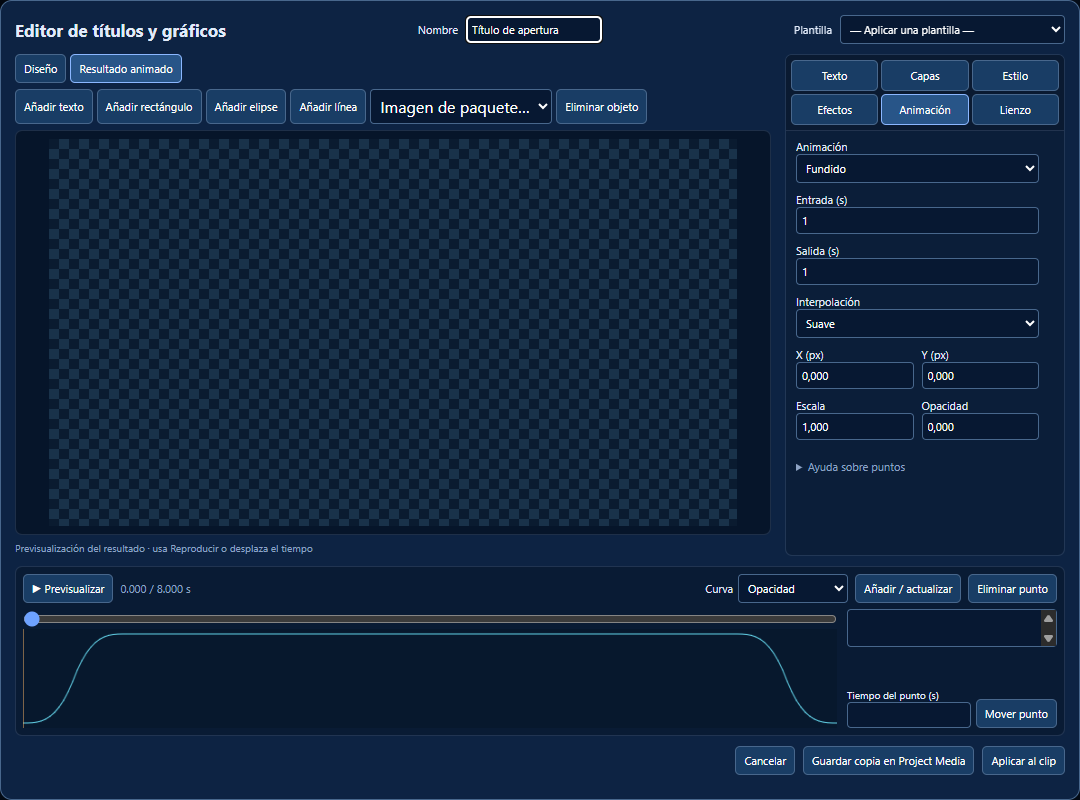 Editor de títulos y gráficos
Nombre
Título de apertura
Plantilla
— Aplicar una plantilla —
Diseño
Resultado animado
Añadir texto
Añadir rectángulo
Añadir elipse
Añadir línea
Imagen de paquete...
Eliminar objeto
Texto
Capas
Estilo
Efectos
Animación
Lienzo
Animación
Fundido
Entrada (s)
1
Salida (s)
1
Interpolación
Suave
X (px)
Y (px)
0,000
0,000
Escala
Opacidad
1,000
0,000
▶ Ayuda sobre puntos
Previsualización del resultado · usa Reproducir o desplaza el tiempo
▶ Previsualizar
0.000 / 8.000 s
Curva
Opacidad
Añadir / actualizar
Eliminar punto
Tiempo del punto (s)
Mover punto
Cancelar
Guardar copia en Project Media
Aplicar al clip